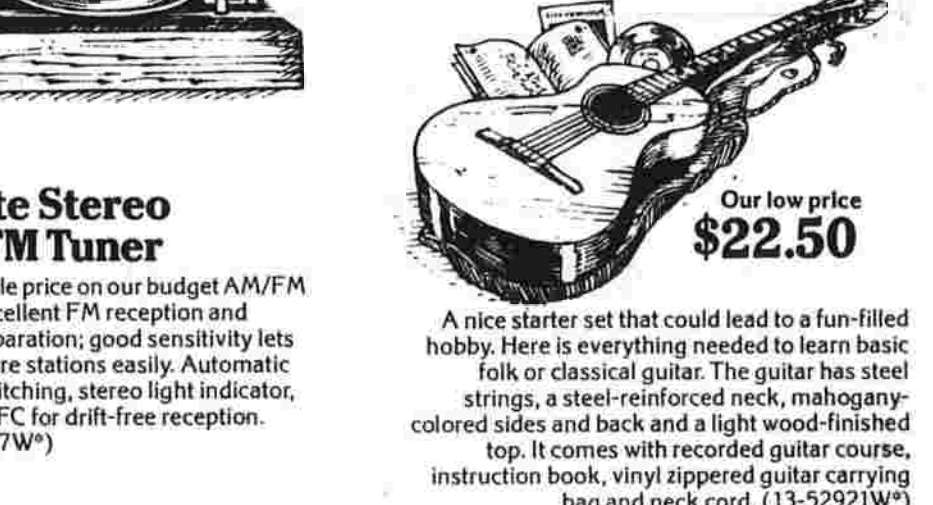 te Stereo
FM Tuner
le price on our budget AM/FM
cellent FM reception and
paration; good sensitivity lets
re stations easily. Automatic
itching, stereo light indicator,
FC for drift-free reception.
7W*)
Our low price
$22.50
A nice starter set that could lead to a fun-filled
hobby. Here is everything needed to learn basic
folk or classical guitar. The guitar has steel
strings, a steel-reinforced neck, mahogany-
colored sides and back and a light wood-finished
top. It comes with recorded guitar course,
instruction book, vinyl zippered guitar carrying
bag and neck cord. (13-52921W*)